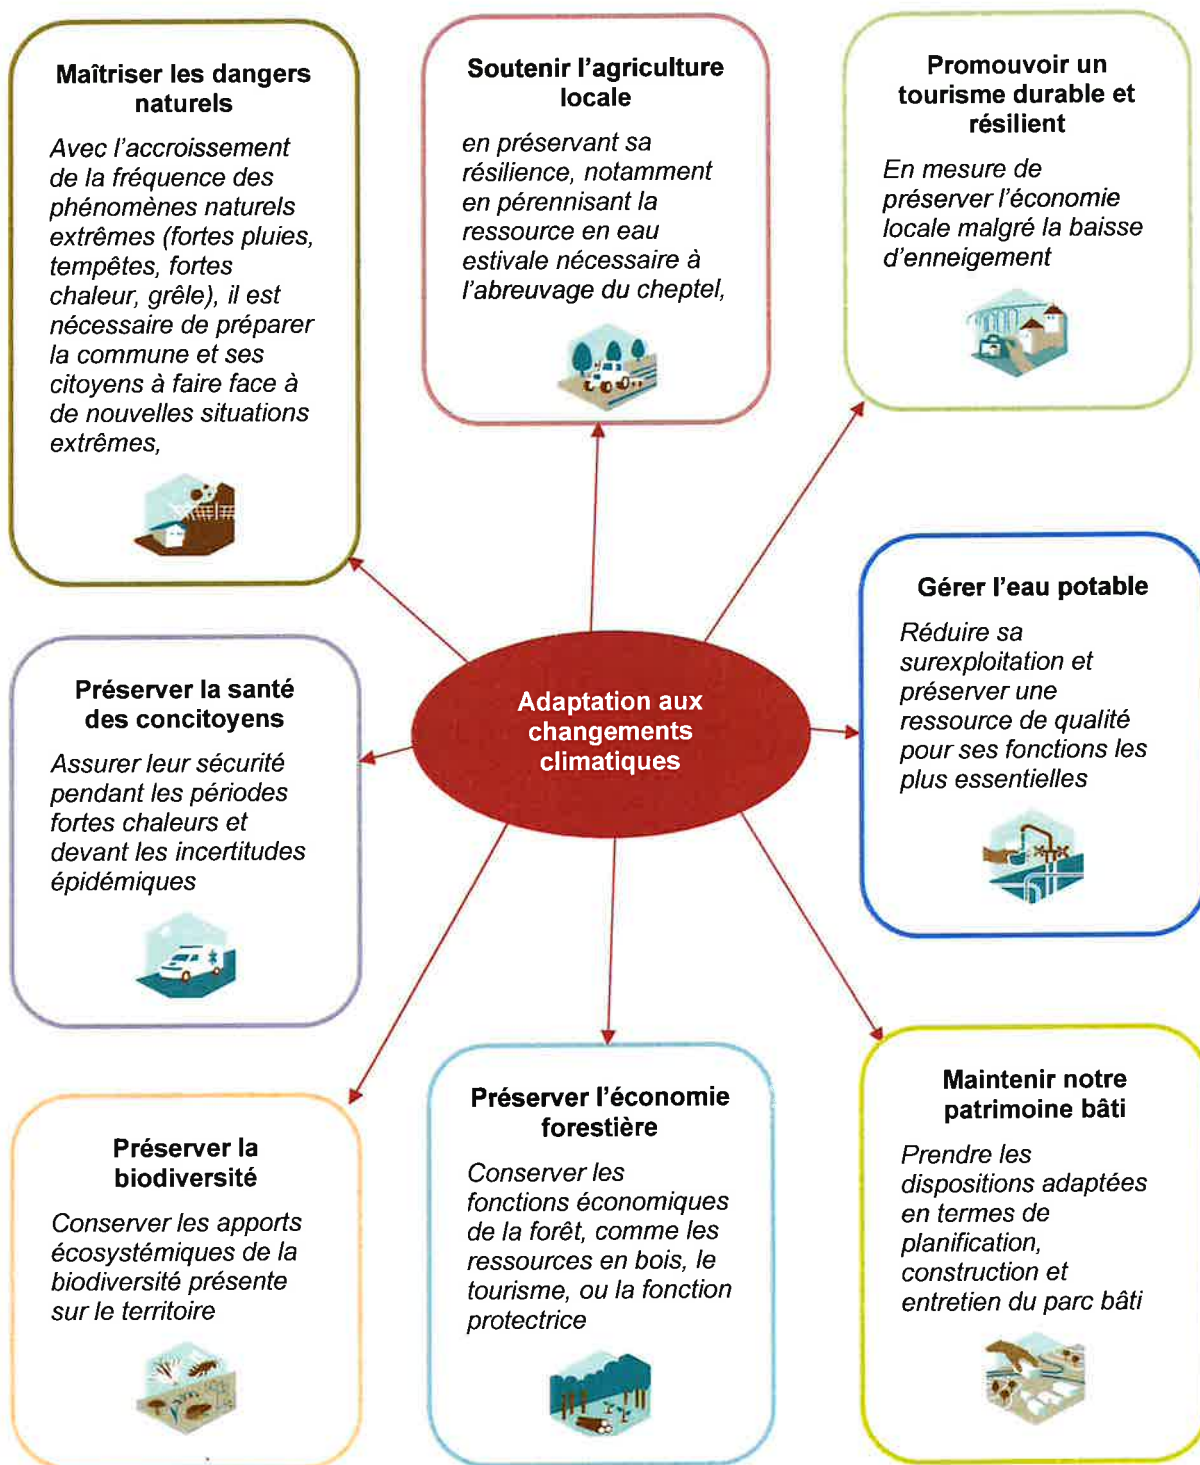 Maîtriser les dangers
naturels
Avec l'accroissement
de la fréquence des
phénomènes naturels
extrêmes (fortes pluies,
tempêtes, fortes
chaleur, grêle), il est
nécessaire de préparer
la commune et ses
citoyens à faire face à
de nouvelles situations
extrêmes,
Soutenir l'agriculture
locale
en préservant sa
résilience, notamment
en pérennisant la
ressource en eau
estivale nécessaire à
l'abreuvage du cheptel,
Promouvoir un
tourisme durable et
résilient
En mesure de
préserver l'économie
locale malgré la baisse
d'enneigement
Gérer l'eau potable
Réduire sa
surexploitation et
préserver une
ressource de qualité
pour ses fonctions les
plus essentielles
Adaptation aux
changements
climatiques
Préserver la santé
des concitoyens
Assurer leur sécurité
pendant les périodes
fortes chaleurs et
devant les incertitudes
épidémiques
Préserver la
biodiversité
Conserver les apports
écosystémiques de la
biodiversité présente
sur le territoire
Préserver l'économie
forestière
Conserver les
fonctions économiques
de la forêt, comme les
ressources en bois, le
tourisme, ou la fonction
protectrice
Maintenir notre
patrimoine bâti
Prendre les
dispositions adaptées
en termes de
planification,
construction et
entretien du parc bâti